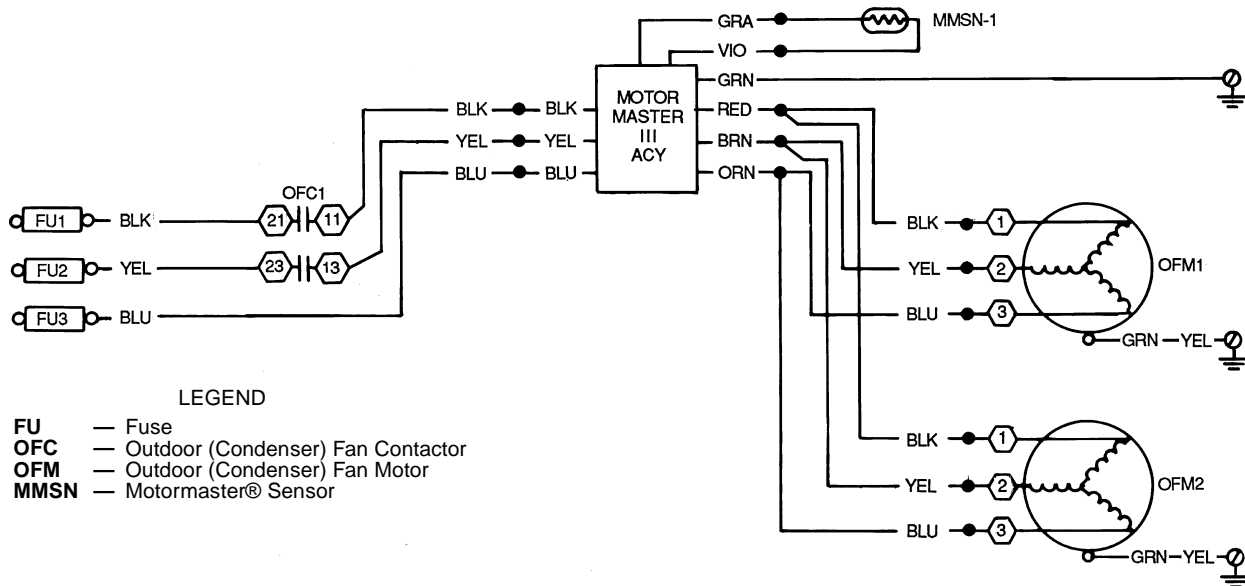 GRA MMSN-1
VIO
GRN
MOTOR
MASTER
III
ACY
BLK BLK RED
YEL YEL BRN
BLU BLU ORN
OFC1
FU1 BLK 21 11
FU2 YEL 23 13
FU3 BLU
BLK 1
YEL 2 OFM1
BLU 3
GRN YEL
BLK 1
YEL 2 OFM2
BLU 3
GRN YEL
LEGEND
FU — Fuse
OFC — Outdoor (Condenser) Fan Contactor
OFM — Outdoor (Condenser) Fan Motor
MMSN — Motormaster® Sensor